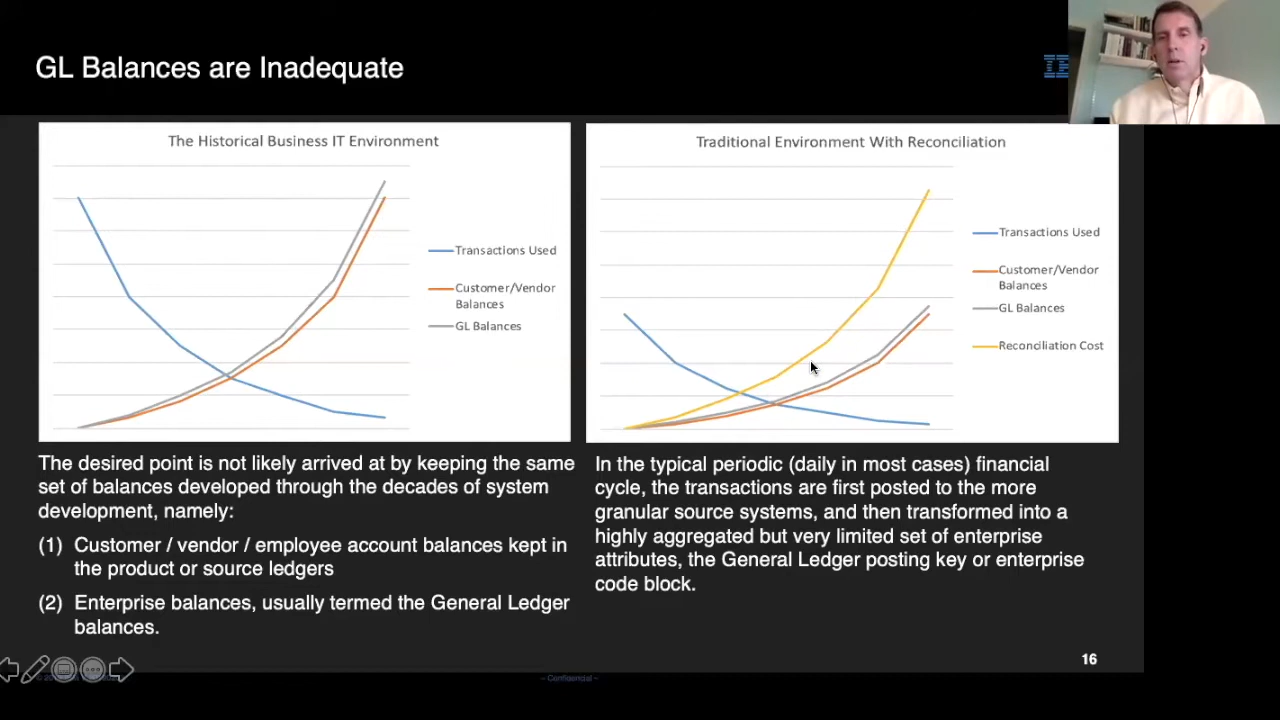 GL Balances are Inadequate
The Historical Business IT Environment
Transactions Used
Customer/Vendor
Balances
GL Balances
Traditional Environment With Reconciliation
Transactions Used
Customer/Vendor
Balances
GL Balances
Reconciliation Cost
The desired point is not likely arrived at by keeping the same
set of balances developed through the decades of system
development, namely:
(1) Customer / vendor / employee account balances kept in
the product or source ledgers
(2) Enterprise balances, usually termed the General Ledger
balances.
In the typical periodic (daily in most cases) financial
cycle, the transactions are first posted to the more
granular source systems, and then transformed into a
highly aggregated but very limited set of enterprise
attributes, the General Ledger posting key or enterprise
code block.
16
– Confidential –